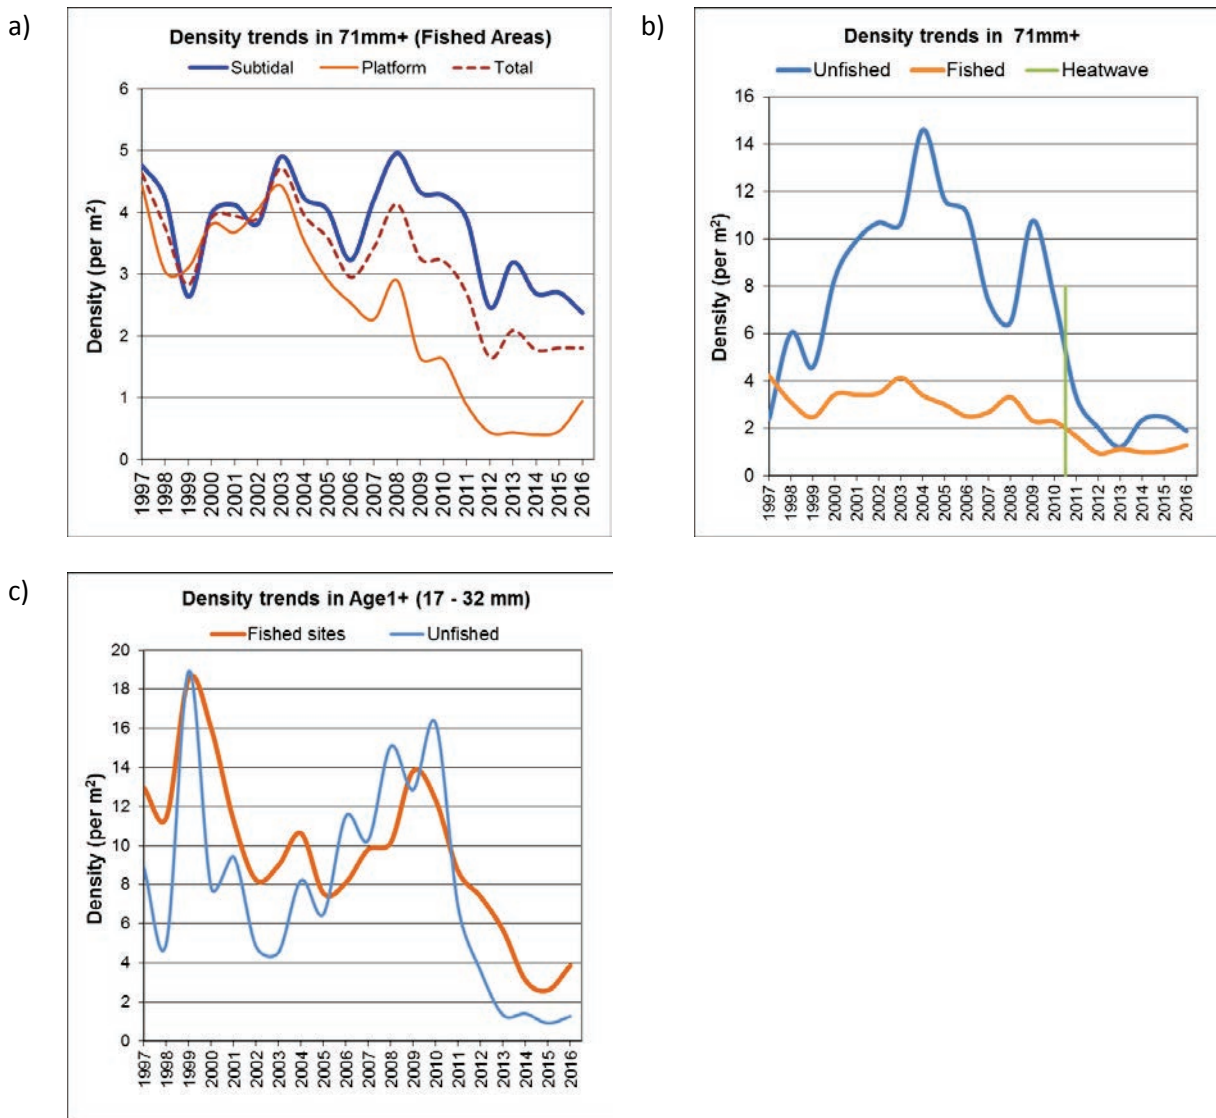 a)
Density trends in 71mm+ (Fished Areas)
Subtidal Platform Total
Density (per m²)
6
5
4
3
2
1
0
1997 1998 1999 2000 2001 2002 2003 2004 2005 2006 2007 2008 2009 2010 2011 2012 2013 2014 2015 2016
b)
Density trends in 71mm+
Unfished Fished Heatwave
Density (per m²)
16
14
12
10
8
6
4
2
0
1997 1998 1999 2000 2001 2002 2003 2004 2005 2006 2007 2008 2009 2010 2011 2012 2013 2014 2015 2016
c)
Density trends in Age1+ (17 - 32 mm)
Fished sites Unfished
Density (per m²)
20
18
16
14
12
10
8
6
4
2
0
1997 1998 1999 2000 2001 2002 2003 2004 2005 2006 2007 2008 2009 2010 2011 2012 2013 2014 2015 2016